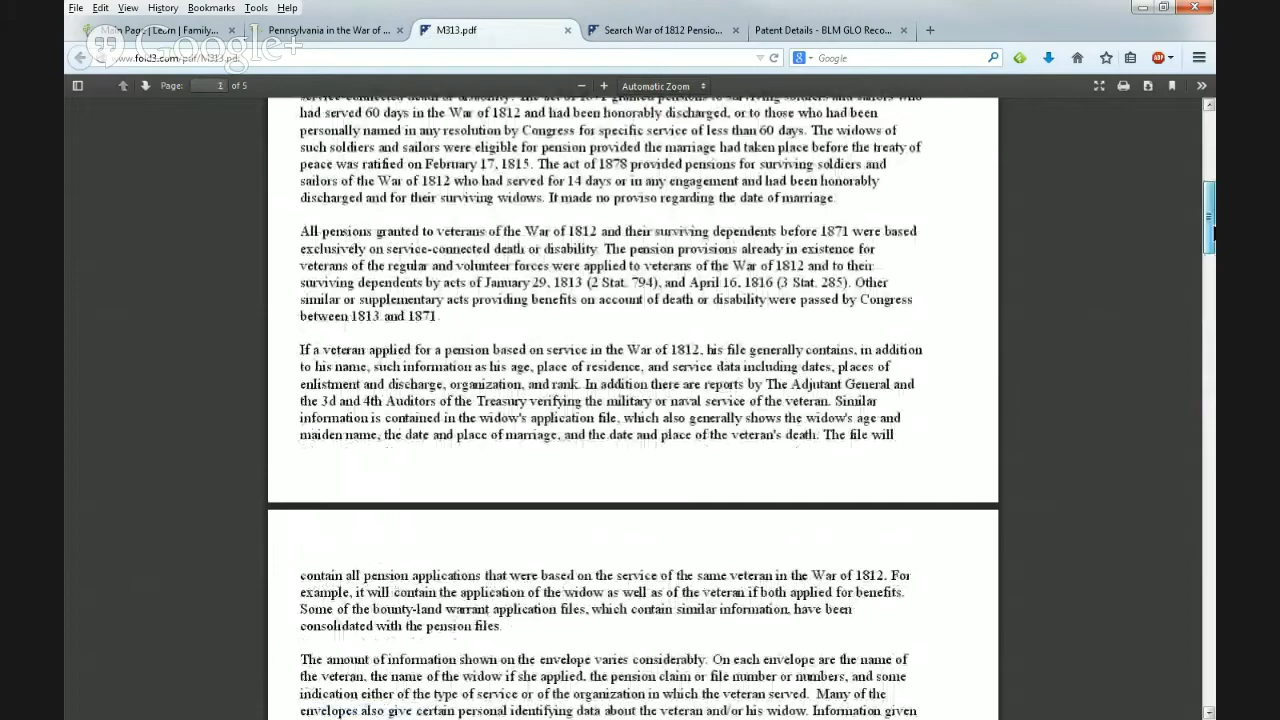 File Edit View History Bookmarks Tools Help
Main Page | Learn | Family... × Pennsylvania in the War of ... × M313.pdf × Search War of 1812 Pensio... × Patent Details - BLM GLO Reco... × +
Google+
www.fold3.com/pdf/M313.pdf Google
Page: 1 of 5 Automatic Zoom
had served 60 days in the War of 1812 and had been honorably discharged, or to those who had been
personally named in any resolution by Congress for specific service of less than 60 days. The widows of
such soldiers and sailors were eligible for pension provided the marriage had taken place before the treaty of
peace was ratified on February 17, 1815. The act of 1878 provided pensions for surviving soldiers and
sailors of the War of 1812 who had served for 14 days or in any engagement and had been honorably
discharged and for their surviving widows. It made no proviso regarding the date of marriage.
All pensions granted to veterans of the War of 1812 and their surviving dependents before 1871 were based
exclusively on service-connected death or disability. The pension provisions already in existence for
veterans of the regular and volunteer forces were applied to veterans of the War of 1812 and to their
surviving dependents by acts of January 29, 1813 (2 Stat. 794), and April 16, 1816 (3 Stat. 285). Other
similar or supplementary acts providing benefits on account of death or disability were passed by Congress
between 1813 and 1871.
If a veteran applied for a pension based on service in the War of 1812, his file generally contains, in addition
to his name, such information as his age, place of residence, and service data including dates, places of
enlistment and discharge, organization, and rank. In addition there are reports by The Adjutant General and
the 3d and 4th Auditors of the Treasury verifying the military or naval service of the veteran. Similar
information is contained in the widow's application file, which also generally shows the widow's age and
maiden name, the date and place of marriage, and the date and place of the veteran's death. The file will
contain all pension applications that were based on the service of the same veteran in the War of 1812. For
example, it will contain the application of the widow as well as of the veteran if both applied for benefits.
Some of the bounty-land warrant application files, which contain similar information, have been
consolidated with the pension files.
The amount of information shown on the envelope varies considerably. On each envelope are the name of
the veteran, the name of the widow if she applied, the pension claim or file number or numbers, and some
indication either of the type of service or of the organization in which the veteran served. Many of the
envelopes also give certain personal identifying data about the veteran and/or his widow. Information given